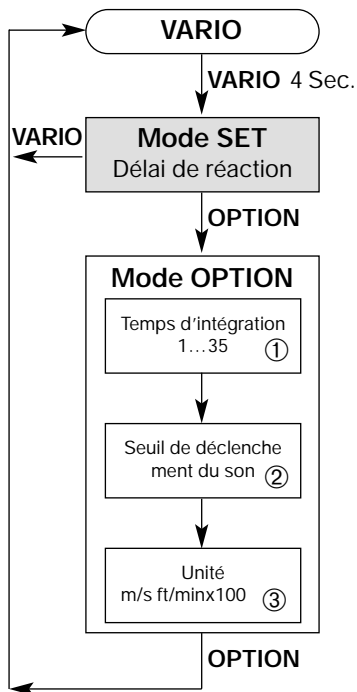 VARIO
VARIO 4 Sec.
VARIO
Mode SET
Délai de réaction
OPTION
Mode OPTION
Temps d'intégration
1...35 ①
Seuil de déclenche
ment du son ②
Unité
m/s ft/minx100 ③
OPTION